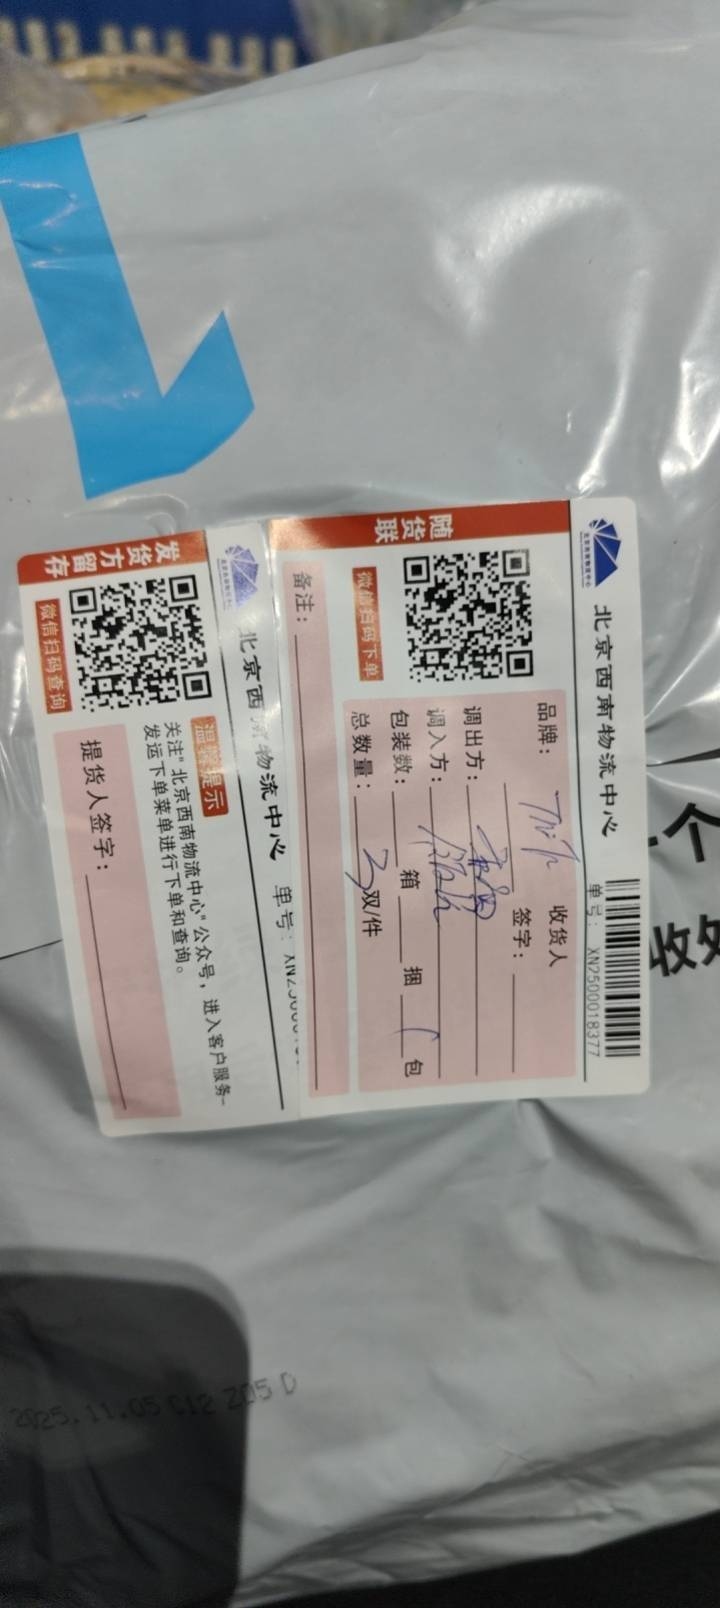 北京西南物流中心
单号: XN2500018377
随货联
微信扫码下单
品牌:
收货人
签字:
调出方:
调入方:
包装数: 箱 捆 包
总数量: 双/件
备注:
北京西南物流中心
单号:
发货方留存
微信扫码查询
温馨提示
关注"北京西南物流中心"公众号，进入客户服务-
发运下单菜单进行下单和查询。
提货人签字:
个
收处
2025.11.05 C12 Z05 D